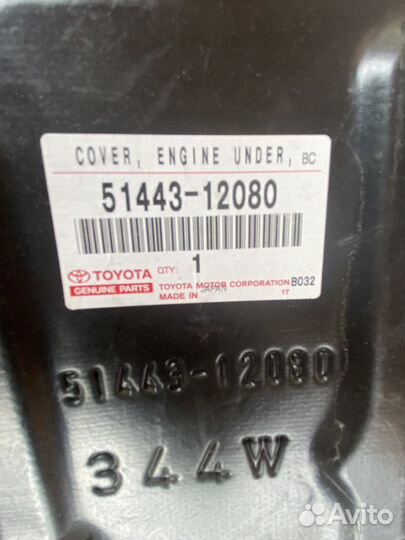 COVER, ENGINE UNDER, BC
51443-12080
TOYOTA QTY: 1
GENUINE PARTS TOYOTA MOTOR CORPORATION B032
MADE IN JAPAN 17
51443-12080
344W
Avito